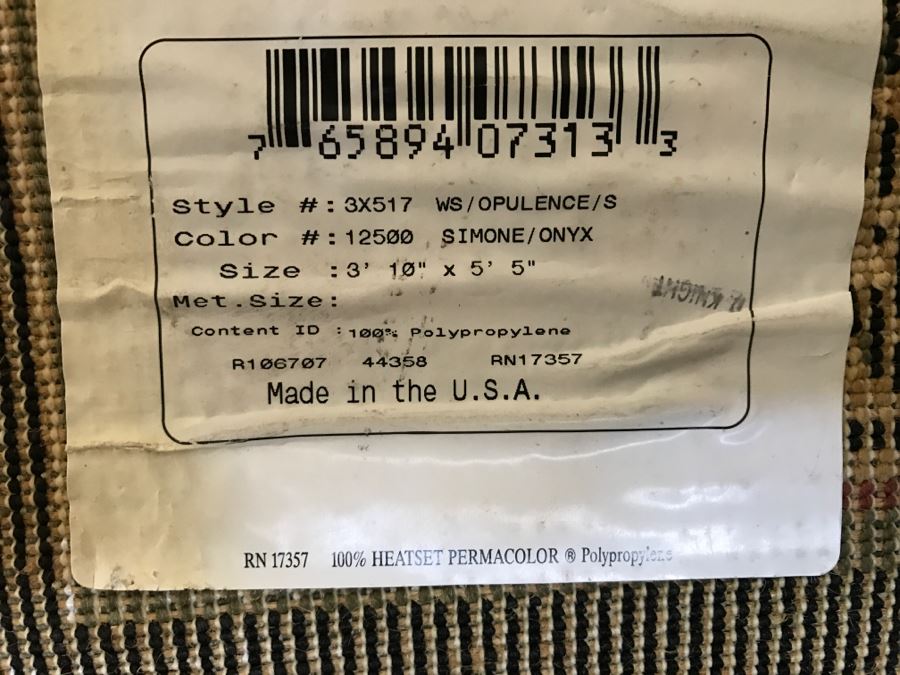 7 65894 07313 3
Style #: 3X517 WS/OPULENCE/S
Color #: 12500 SIMONE/ONYX
Size : 3' 10" x 5' 5"
Met.Size:
Content ID : 100% Polypropylene
R106707 44358 RN17357
Made in the U.S.A.
KNIGHT
RN 17357 100% HEATSET PERMACOLOR ® Polypropylene